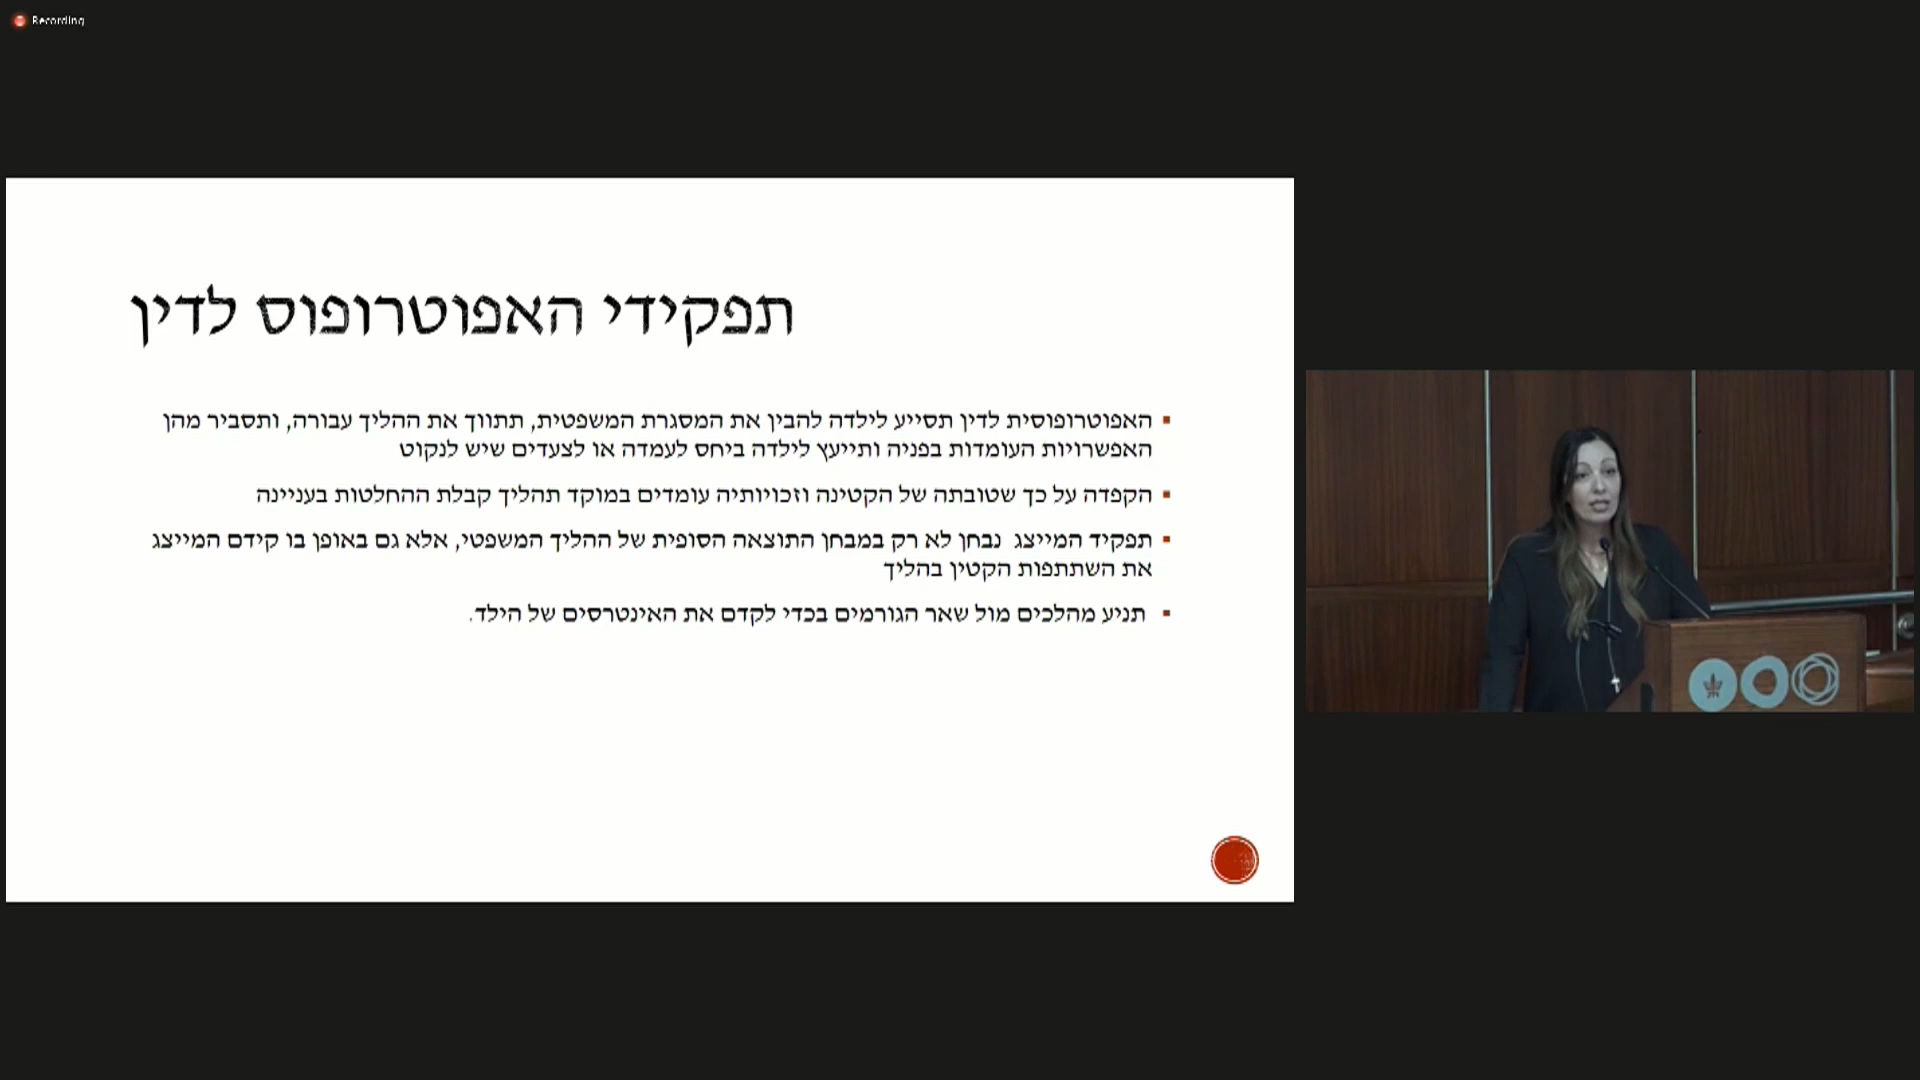 Recording
תפקידי האפוטרופוס לדין
האפוטרופוסית לדין תסייע לילדה להבין את המסגרת המשפטית, תתווך את ההליך עבורה, ותסביר מהן
האפשרויות העומדות בפניה ותייעץ לילדה ביחס לעמדה או לצעדים שיש לנקוט
הקפדה על כך שטובתה של הקטינה וזכויותיה עומדים במוקד תהליך קבלת ההחלטות בעניינה
תפקיד המייצג נבחן לא רק במבחן התוצאה הסופית של ההליך המשפטי, אלא גם באופן בו קידם המייצג
את השתתפות הקטין בהליך
תניע מהלכים מול שאר הגורמים בכדי לקדם את האינטרסים של הילד.